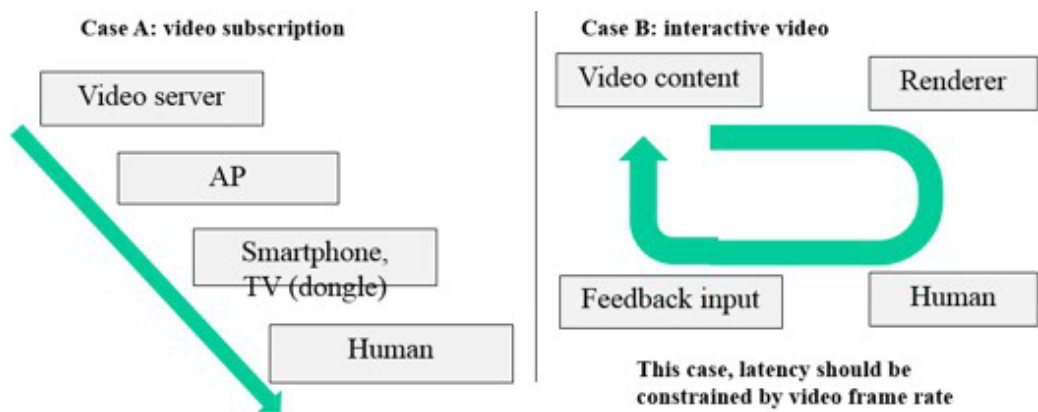 Case A: video subscription
Video server
AP
Smartphone,
TV (dongle)
Human
Case B: interactive video
Video content
Renderer
Feedback input
Human
This case, latency should be
constrained by video frame rate